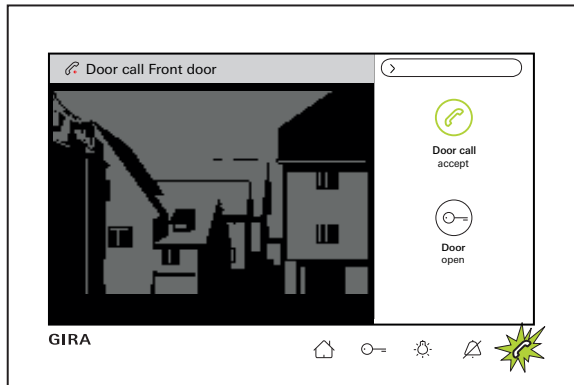 Door call Front door
Door call
accept
Door
open
GIRA